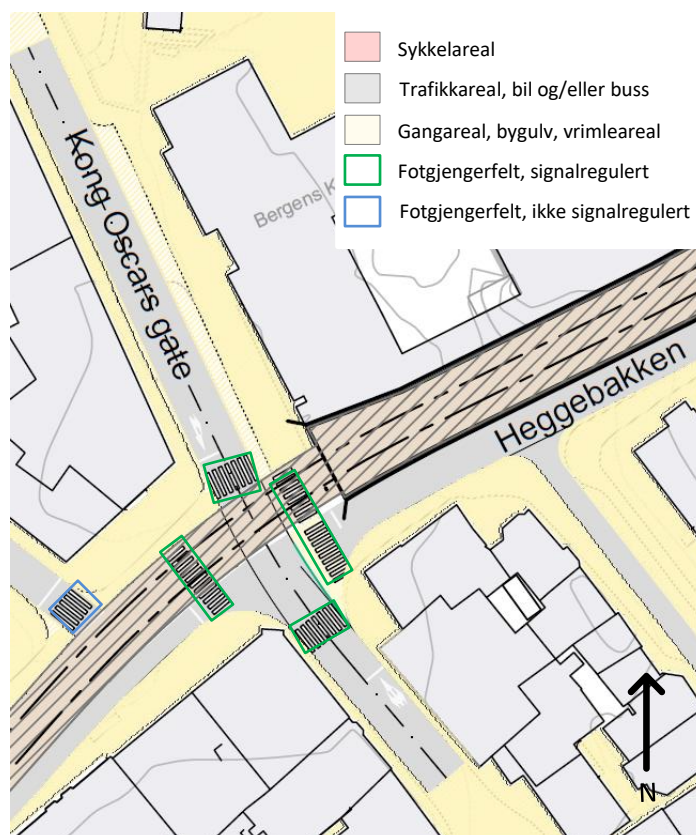 Sykkelareal
Trafikkareal, bil og/eller buss
Gangareal, bygulv, vrimleareal
Fotgjengerfelt, signalregulert
Fotgjengerfelt, ikke signalregulert
Kong Oscars gate
Bergens K
Heggebakken
N